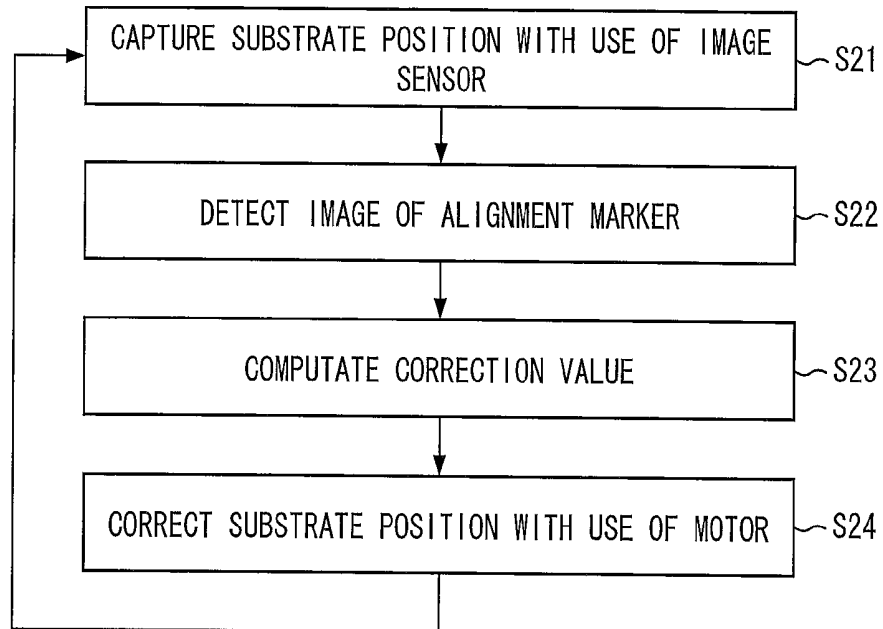 CAPTURE SUBSTRATE POSITION WITH USE OF IMAGE
SENSOR
S21
DETECT IMAGE OF ALIGNMENT MARKER
S22
COMPUTATE CORRECTION VALUE
S23
CORRECT SUBSTRATE POSITION WITH USE OF MOTOR
S24